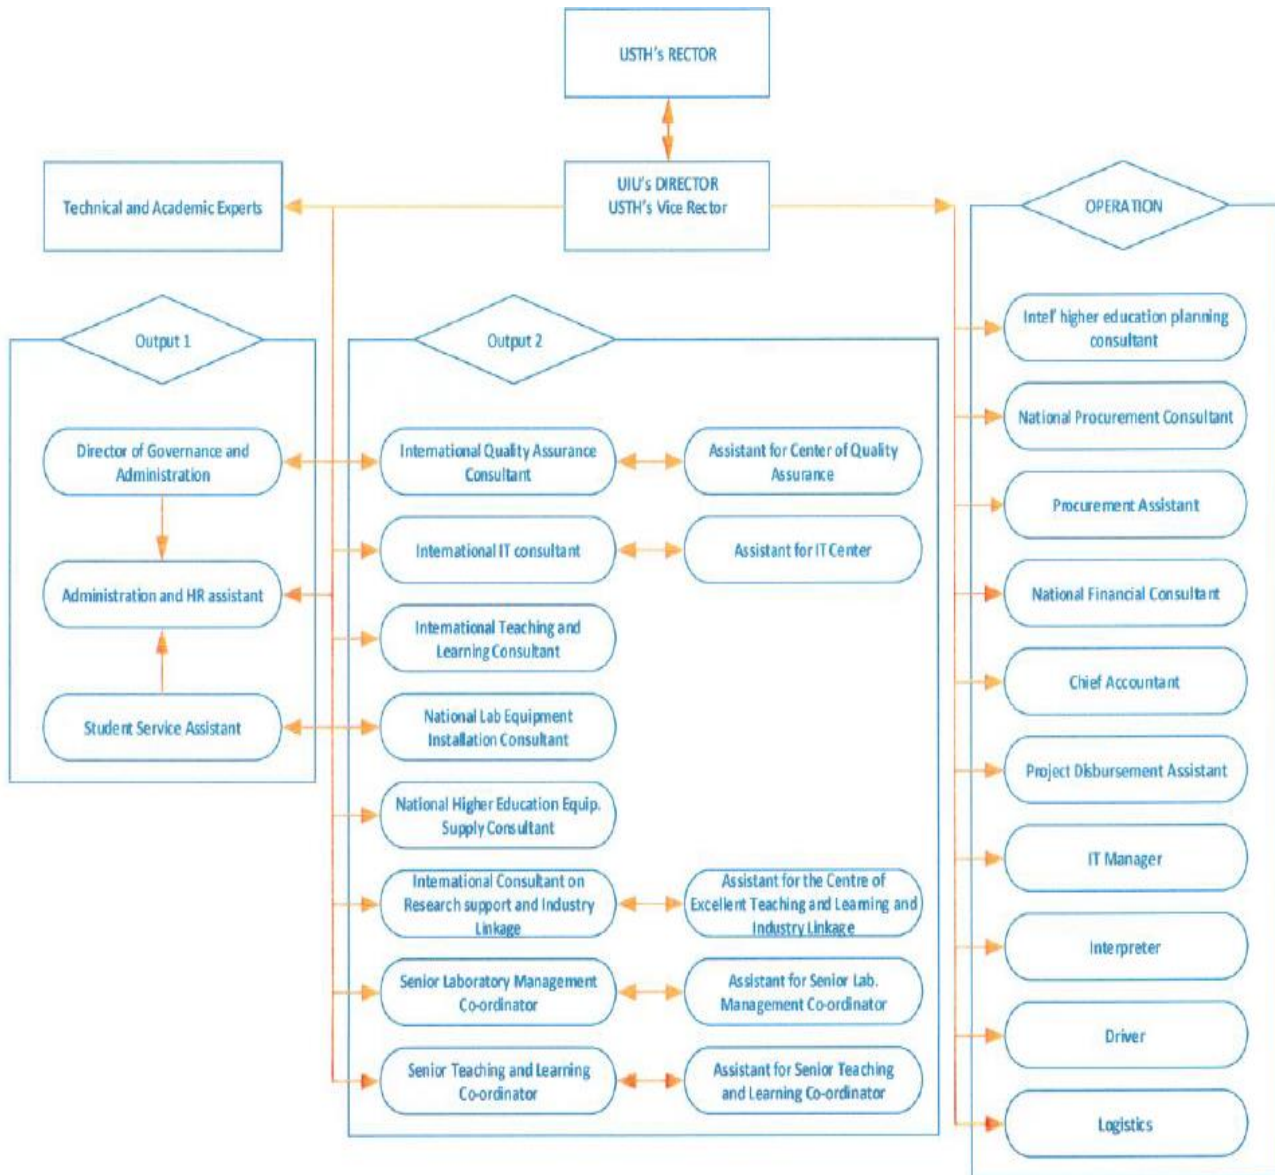 USTH's RECTOR
UIU's DIRECTOR
USTH's Vice Rector
Technical and Academic Experts
OPERATION
Output 1
Director of Governance and
Administration
Administration and HR assistant
Student Service Assistant
Output 2
International Quality Assurance
Consultant
Assistant for Center of Quality
Assurance
International IT consultant
Assistant for IT Center
International Teaching and
Learning Consultant
National Lab Equipment
Installation Consultant
National Higher Education Equip.
Supply Consultant
International Consultant on
Research support and Industry
Linkage
Assistant for the Centre of
Excellent Teaching and Learning and
Industry Linkage
Senior Laboratory Management
Co-ordinator
Assistant for Senior Lab.
Management Co-ordinator
Senior Teaching and Learning
Co-ordinator
Assistant for Senior Teaching
and Learning Co-ordinator
Intel' higher education planning
consultant
National Procurement Consultant
Procurement Assistant
National Financial Consultant
Chief Accountant
Project Disbursement Assistant
IT Manager
Interpreter
Driver
Logistics